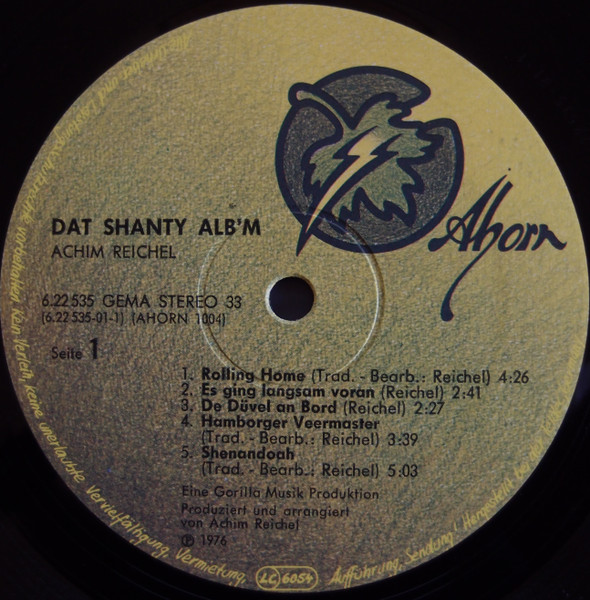 Ahorn
DAT SHANTY ALB'M
ACHIM REICHEL
6.22 535 GEMA STEREO 33
(6.22 535-01-1) (AHORN 1004)
Seite 1
1. Rolling Home (Trad. - Bearb.: Reichel) 4:26
2. Es ging langsam voran (Reichel) 2:41
3. De Düvel an Bord (Reichel) 2:27
4. Hamborger Veermaster
(Trad. - Bearb.: Reichel) 3:39
5. Shenandoah
(Trad. - Bearb.: Reichel) 5:03
Eine Gorilla Musik Produktion
Produziert und arrangiert
von Achim Reichel
℗ 1976
vorbehalten. Kein Verleih, keine unerlaubte Vervielfältigung, Vermietung,
LC 6054
Aufführung, Sendung! Hergestellt